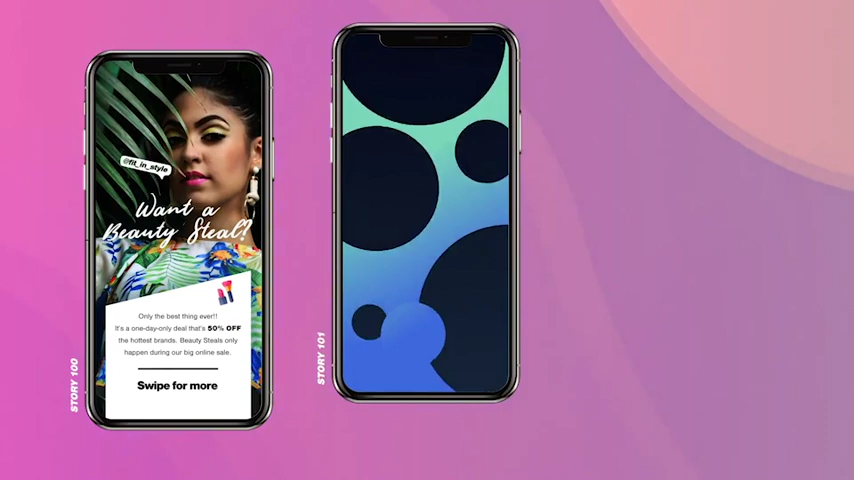 @fit_in_style
Want a
Beauty Steal?
Only the best thing ever!!
It's a one-day-only deal that's 50% OFF
the hottest brands. Beauty Steals only
happen during our big online sale.
Swipe for more
STORY 100
STORY 101